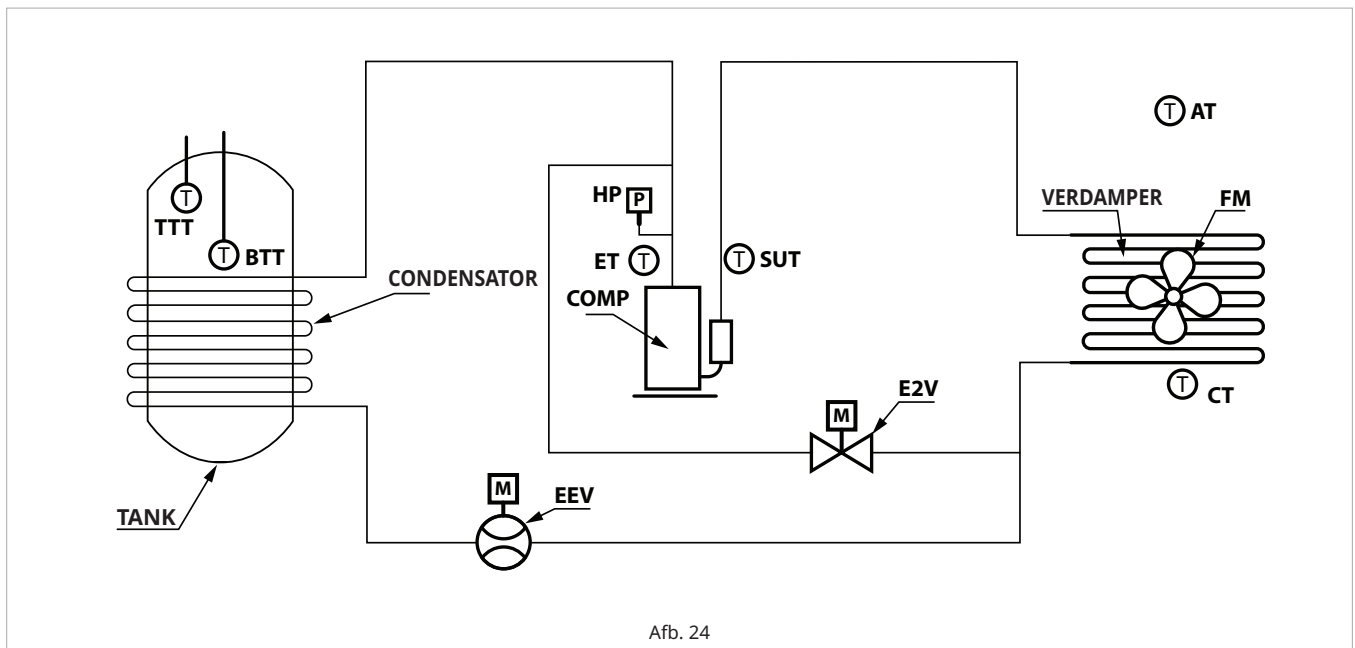 T AT
HP P
VERDAMPER FM
T
TTT
T BTT
ET T
T SUT
CONDENSATOR
COMP
T
CT
M E2V
M
EEV
TANK
Afb. 24